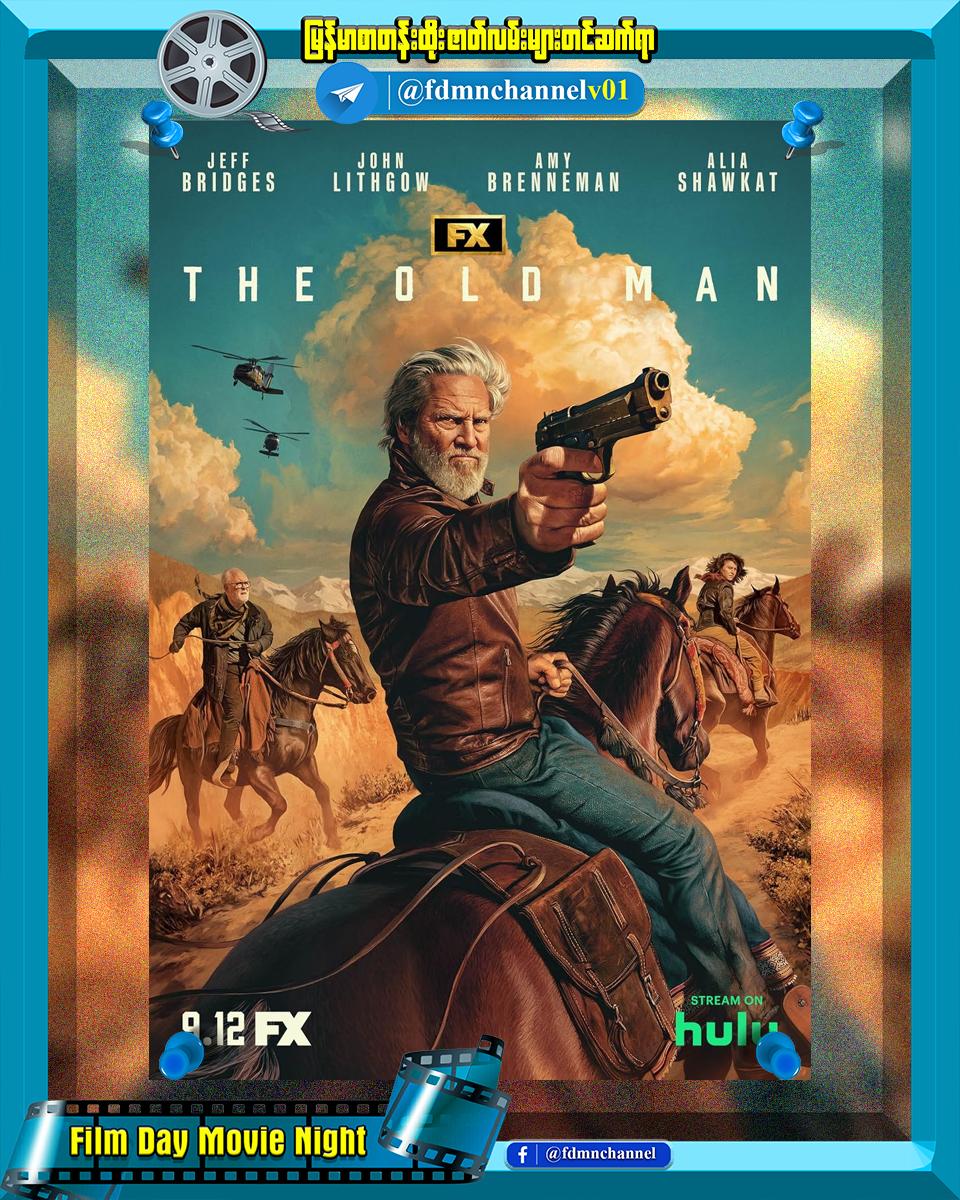 မြန်မာစာတန်းထိုးဇာတ်လမ်းများတင်ဆက်ရာ
@fdmnchannelv01
JEFF BRIDGES
JOHN LITHGOW
AMY BRENNEMAN
ALIA SHAWKAT
FX
THE OLD MAN
9.12 FX
STREAM ON
hulu
Film Day Movie Night
f @fdmnchannel